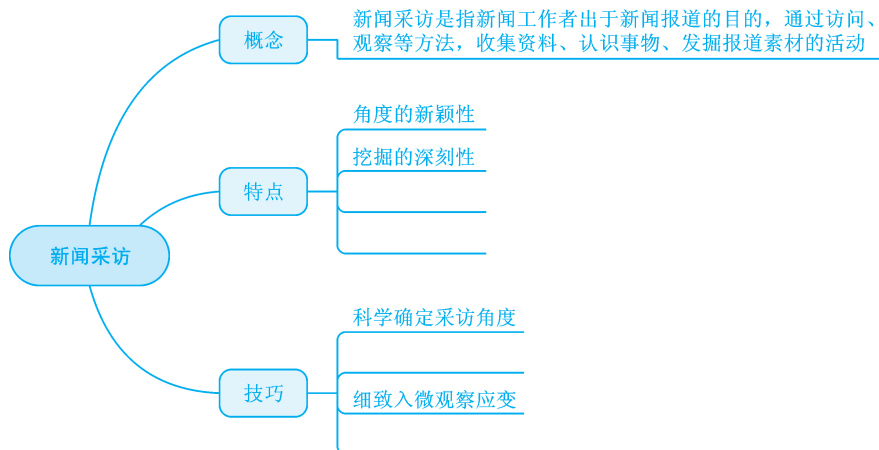 新闻采访是指新闻工作者出于新闻报道的目的，通过访问、
概念
观察等方法，收集资料、认识事物、发掘报道素材的活动
角度的新颖性
挖掘的深刻性
特点
新闻采访
科学确定采访角度
技巧
细致入微观察应变